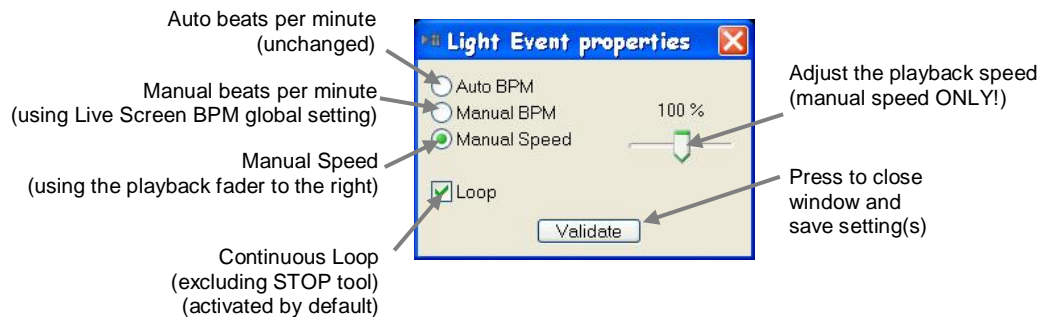 Auto beats per minute
(unchanged)
Manual beats per minute
(using Live Screen BPM global setting)
Manual Speed
(using the playback fader to the right)
Continuous Loop
(excluding STOP tool)
(activated by default)
Light Event properties
Auto BPM
Manual BPM
Manual Speed
100 %
Loop
Validate
Adjust the playback speed
(manual speed ONLY!)
Press to close
window and
save setting(s)